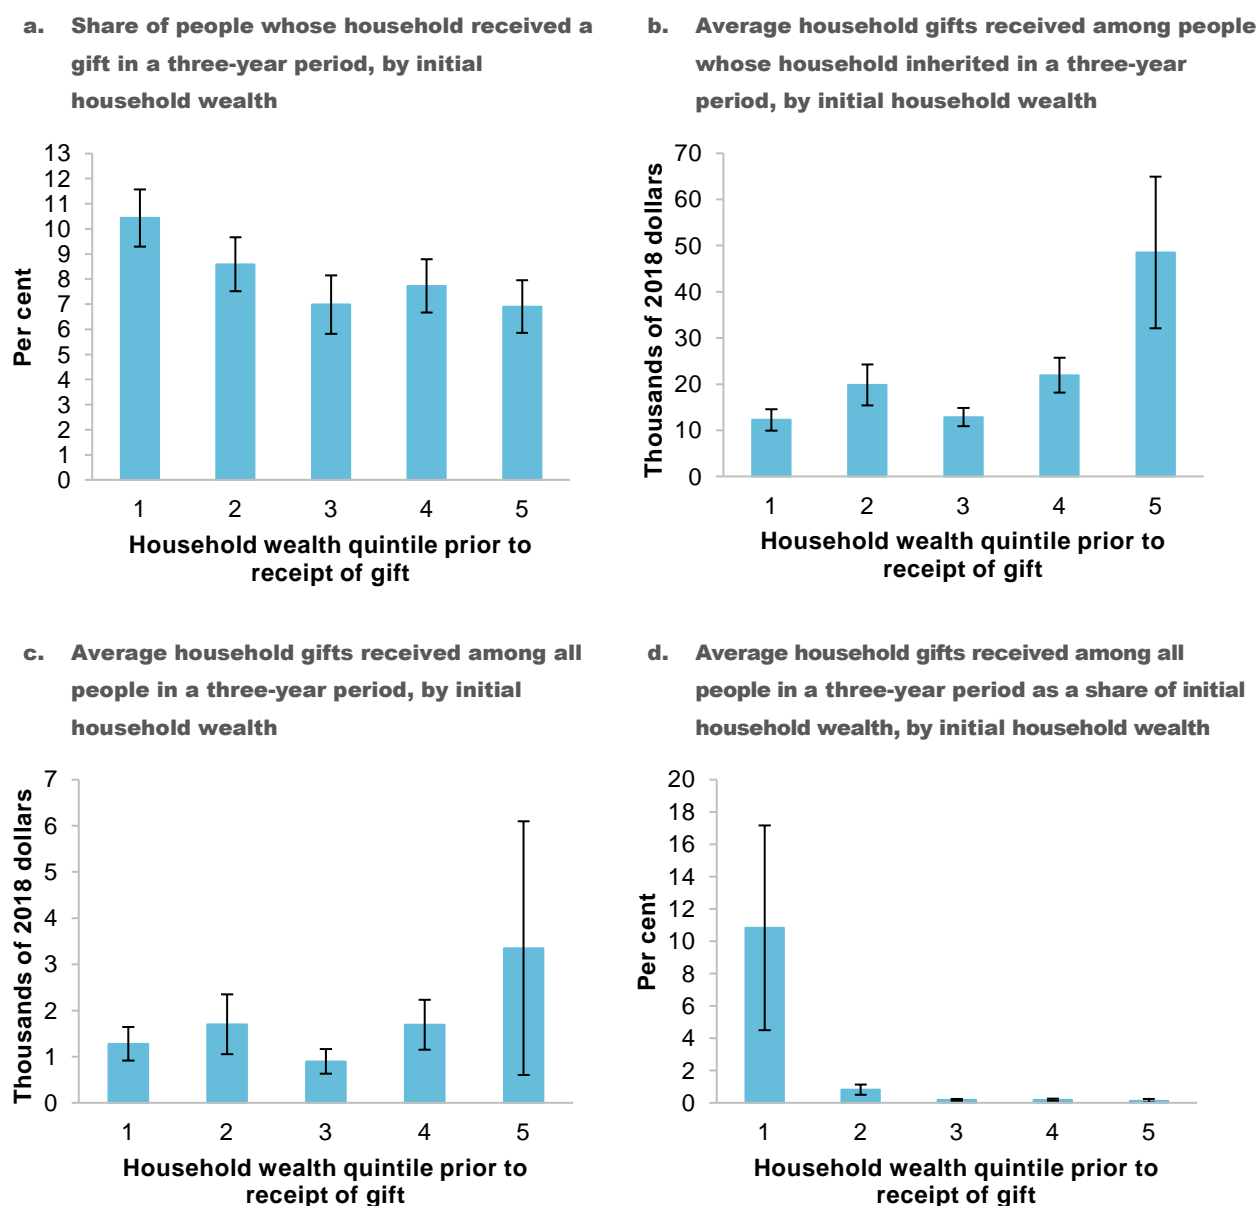 a. Share of people whose household received a
gift in a three-year period, by initial
household wealth
Per cent
13
12
11
10
9
8
7
6
5
4
3
2
1
0
1 2 3 4 5
Household wealth quintile prior to
receipt of gift
b. Average household gifts received among people
whose household inherited in a three-year
period, by initial household wealth
Thousands of 2018 dollars
70
60
50
40
30
20
10
0
1 2 3 4 5
Household wealth quintile prior to
receipt of gift
c. Average household gifts received among all
people in a three-year period, by initial
household wealth
Thousands of 2018 dollars
7
6
5
4
3
2
1
0
1 2 3 4 5
Household wealth quintile prior to
receipt of gift
d. Average household gifts received among all
people in a three-year period as a share of initial
household wealth, by initial household wealth
Per cent
20
18
16
14
12
10
8
6
4
2
0
1 2 3 4 5
Household wealth quintile prior to
receipt of gift